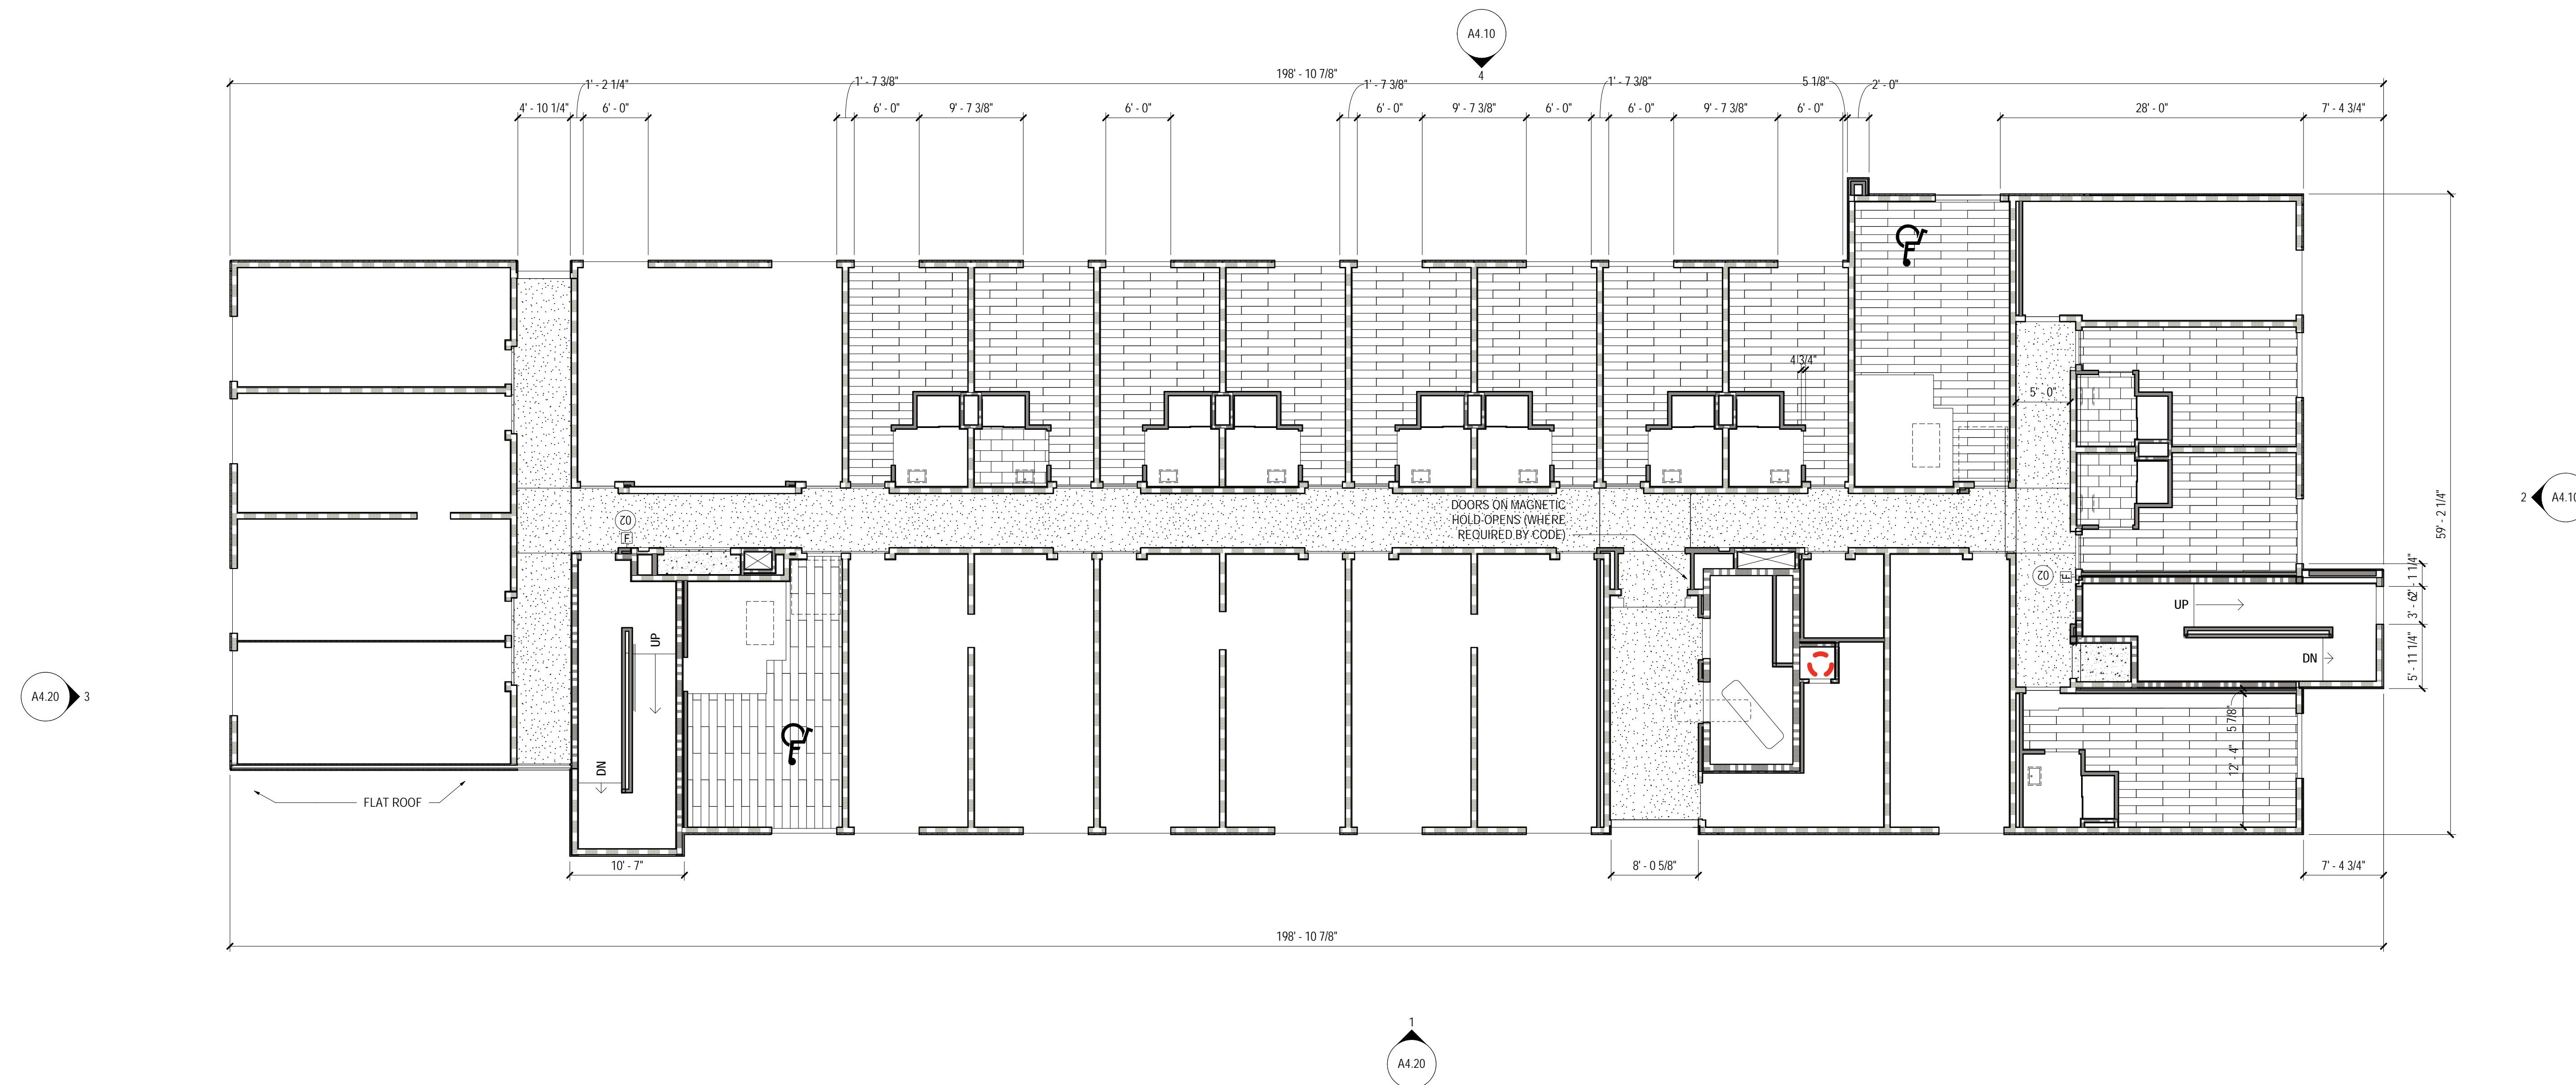 A4.10
4
198' - 10 7/8"
1' - 2 1/4"
1' - 7 3/8"
1' - 7 3/8"
1' - 7 3/8"
5 1/8"
2' - 0"
4' - 10 1/4"
6' - 0"
6' - 0"
9' - 7 3/8"
6' - 0"
6' - 0"
9' - 7 3/8"
6' - 0"
6' - 0"
9' - 7 3/8"
6' - 0"
28' - 0"
7' - 4 3/4"
4 3/4"
5' - 0"
DOORS ON MAGNETIC
HOLD-OPENS (WHERE
REQUIRED BY CODE)
02
F
2
A4.10
59' - 2 1/4"
02
F
UP
DN
2' - 1 1/4"
3' - 6"
5' - 11 1/4"
UP
DN
A4.20
3
5 7/8"
12' - 4"
FLAT ROOF
10' - 7"
8' - 0 5/8"
7' - 4 3/4"
198' - 10 7/8"
1
A4.20